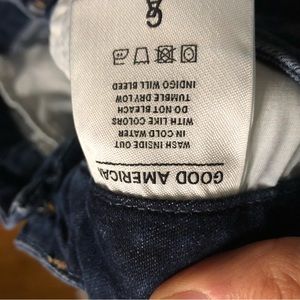 GOOD AMERICAN
WASH INSIDE OUT
IN COLD WATER
WITH LIKE COLORS
DO NOT BLEACH
TUMBLE DRY LOW
INDIGO WILL BLEED
GA